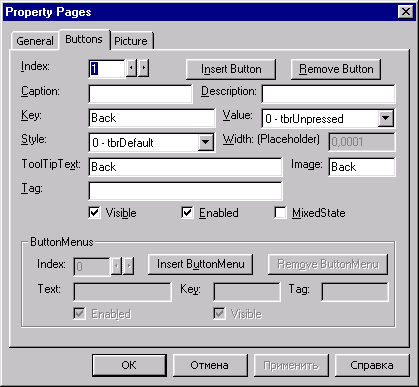 Property Pages
General Buttons Picture
Index: 1 Insert Button Remove Button
Caption: Description:
Key: Back Value: 0 - tbrUnpressed
Style: 0 - tbrDefault Width: (Placeholder) 0,0001
ToolTipText: Back Image: Back
Tag:
Visible Enabled MixedState
ButtonMenus
Index: 0 Insert ButtonMenu Remove ButtonMenu
Text: Key: Tag:
Enabled Visible
OK Отмена Применить Справка